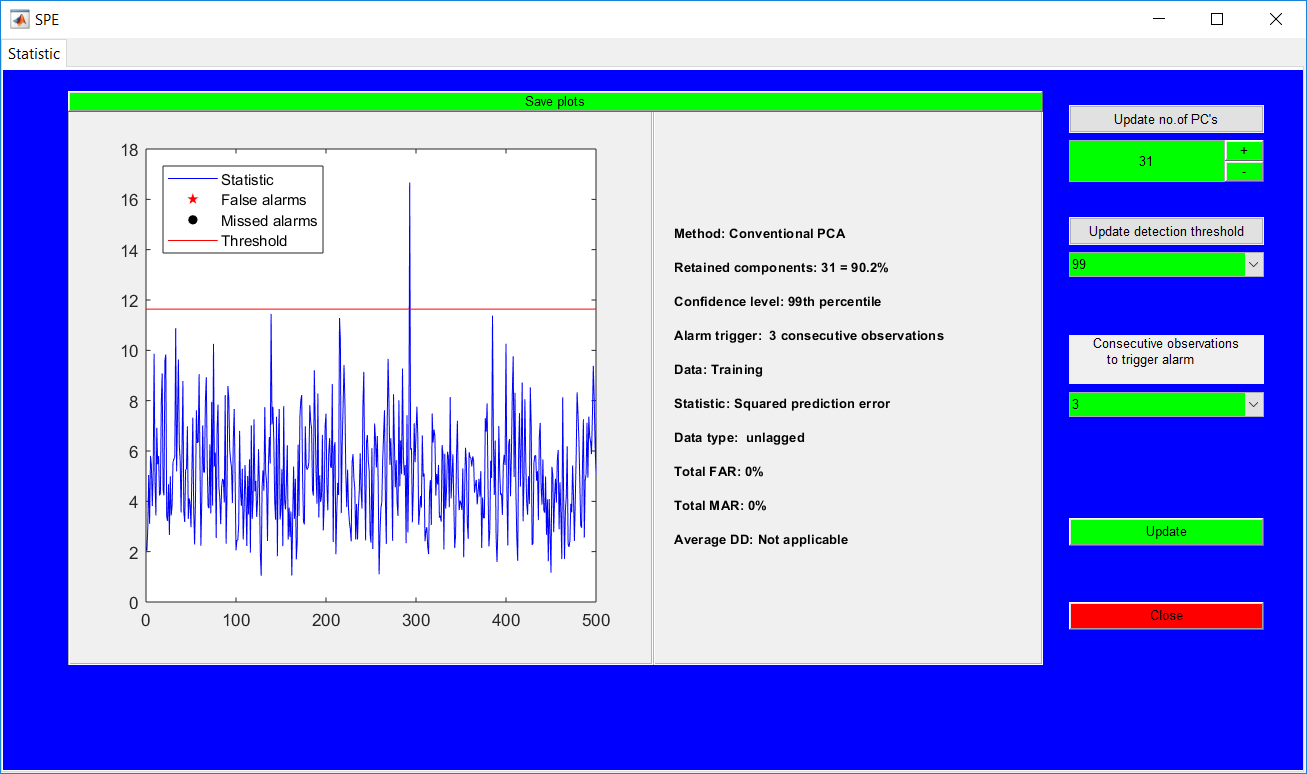 SPE
Statistic
Save plots
18
16
14
12
10
8
6
4
2
0
0 100 200 300 400 500
Statistic
False alarms
Missed alarms
Threshold
Method: Conventional PCA
Retained components: 31 = 90.2%
Confidence level: 99th percentile
Alarm trigger:  3 consecutive observations
Data: Training
Statistic: Squared prediction error
Data type:  unlagged
Total FAR: 0%
Total MAR: 0%
Average DD: Not applicable
Update no.of PC's
31
+
-
Update detection threshold
99
Consecutive observations
to trigger alarm
3
Update
Close